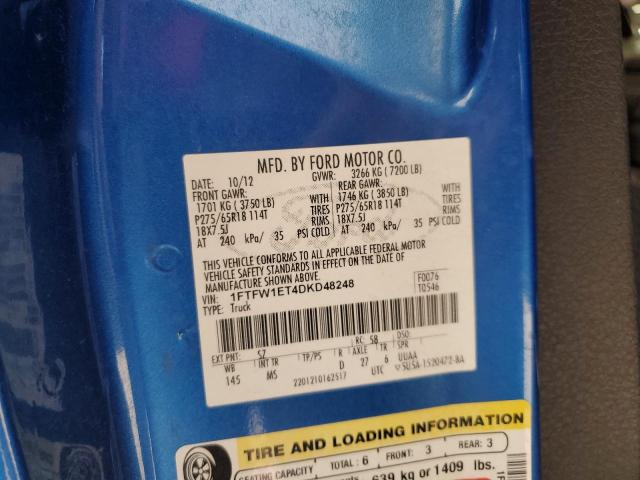 MFD. BY FORD MOTOR CO.
DATE: 10/12 GVWR: 3266 KG (7200 LB)
FRONT GAWR: REAR GAWR:
1701 KG (3750 LB) WITH 1746 KG (3850 LB) WITH
P275/65R18 114T TIRES P275/65R18 114T TIRES
18X7.5J RIMS 18X7.5J RIMS
AT 240 kPa/ 35 PSI COLD AT 240 kPa/ 35 PSI COLD
THIS VEHICLE CONFORMS TO ALL APPLICABLE FEDERAL MOTOR
VEHICLE SAFETY STANDARDS IN EFFECT ON THE DATE OF
MANUFACTURE SHOWN ABOVE.
VIN: 1FTFW1ET4DKD48248 F0076
TYPE: Truck T0546
EXT PNT: S7 RC: 58 DSO:
WB INT TR TP/PS R AXLE TR SPR
145 MS D 27 6 UUAA
2201210162517 UTC ▽SUSA-1520472-BA
TIRE AND LOADING INFORMATION
SEATING CAPACITY TOTAL: 6 FRONT: 3 REAR: 3
639 kg or 1409 lbs.